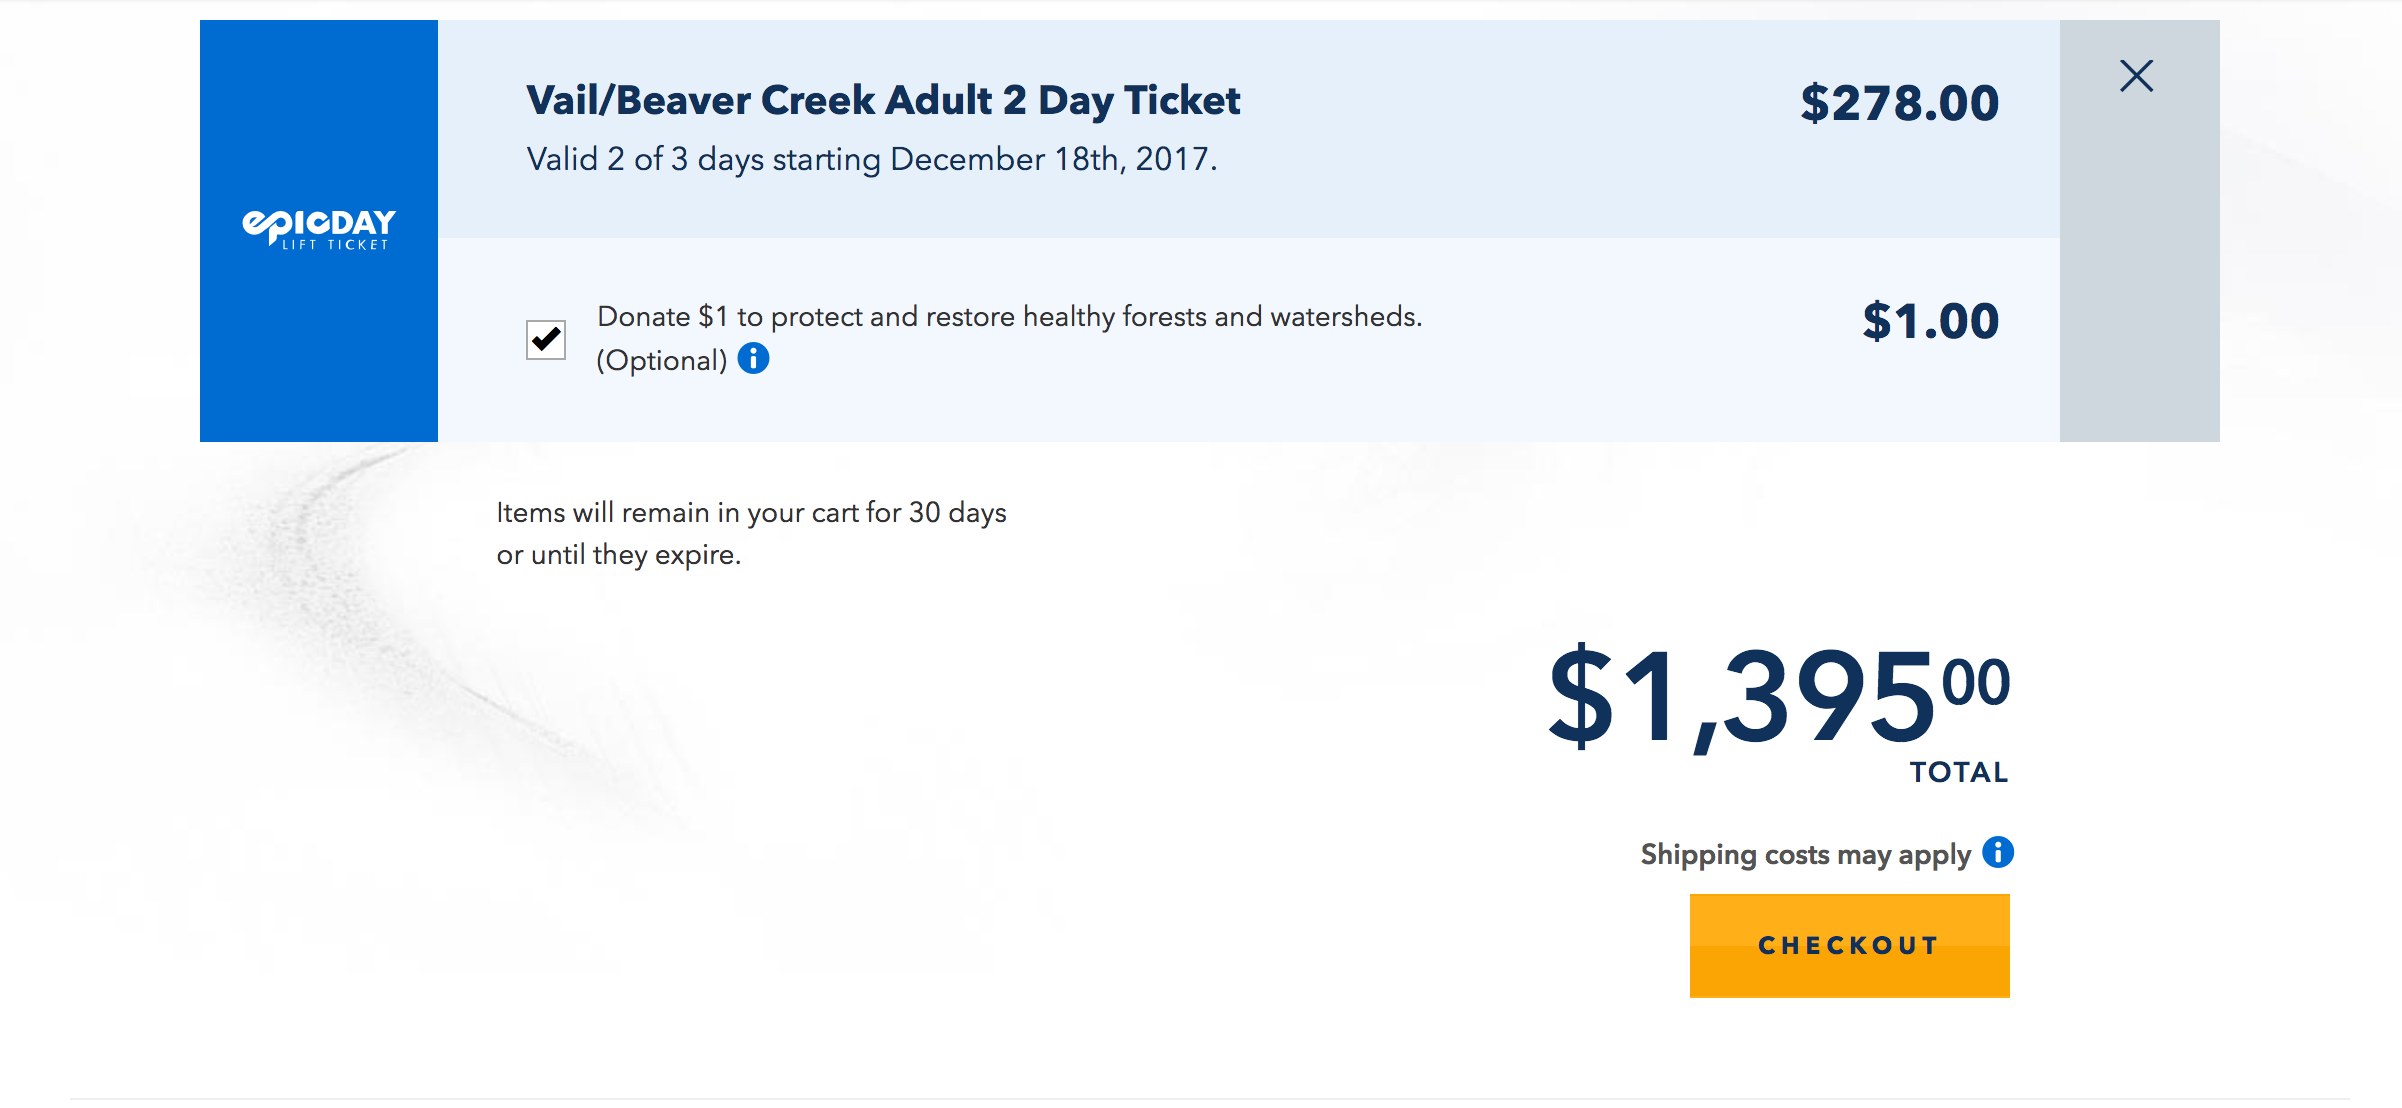 Vail/Beaver Creek Adult 2 Day Ticket
$278.00
Valid 2 of 3 days starting December 18th, 2017.
epicDAY
LIFT TICKET
Donate $1 to protect and restore healthy forests and watersheds.
(Optional)
$1.00
Items will remain in your cart for 30 days
or until they expire.
$1,39500
TOTAL
Shipping costs may apply
CHECKOUT